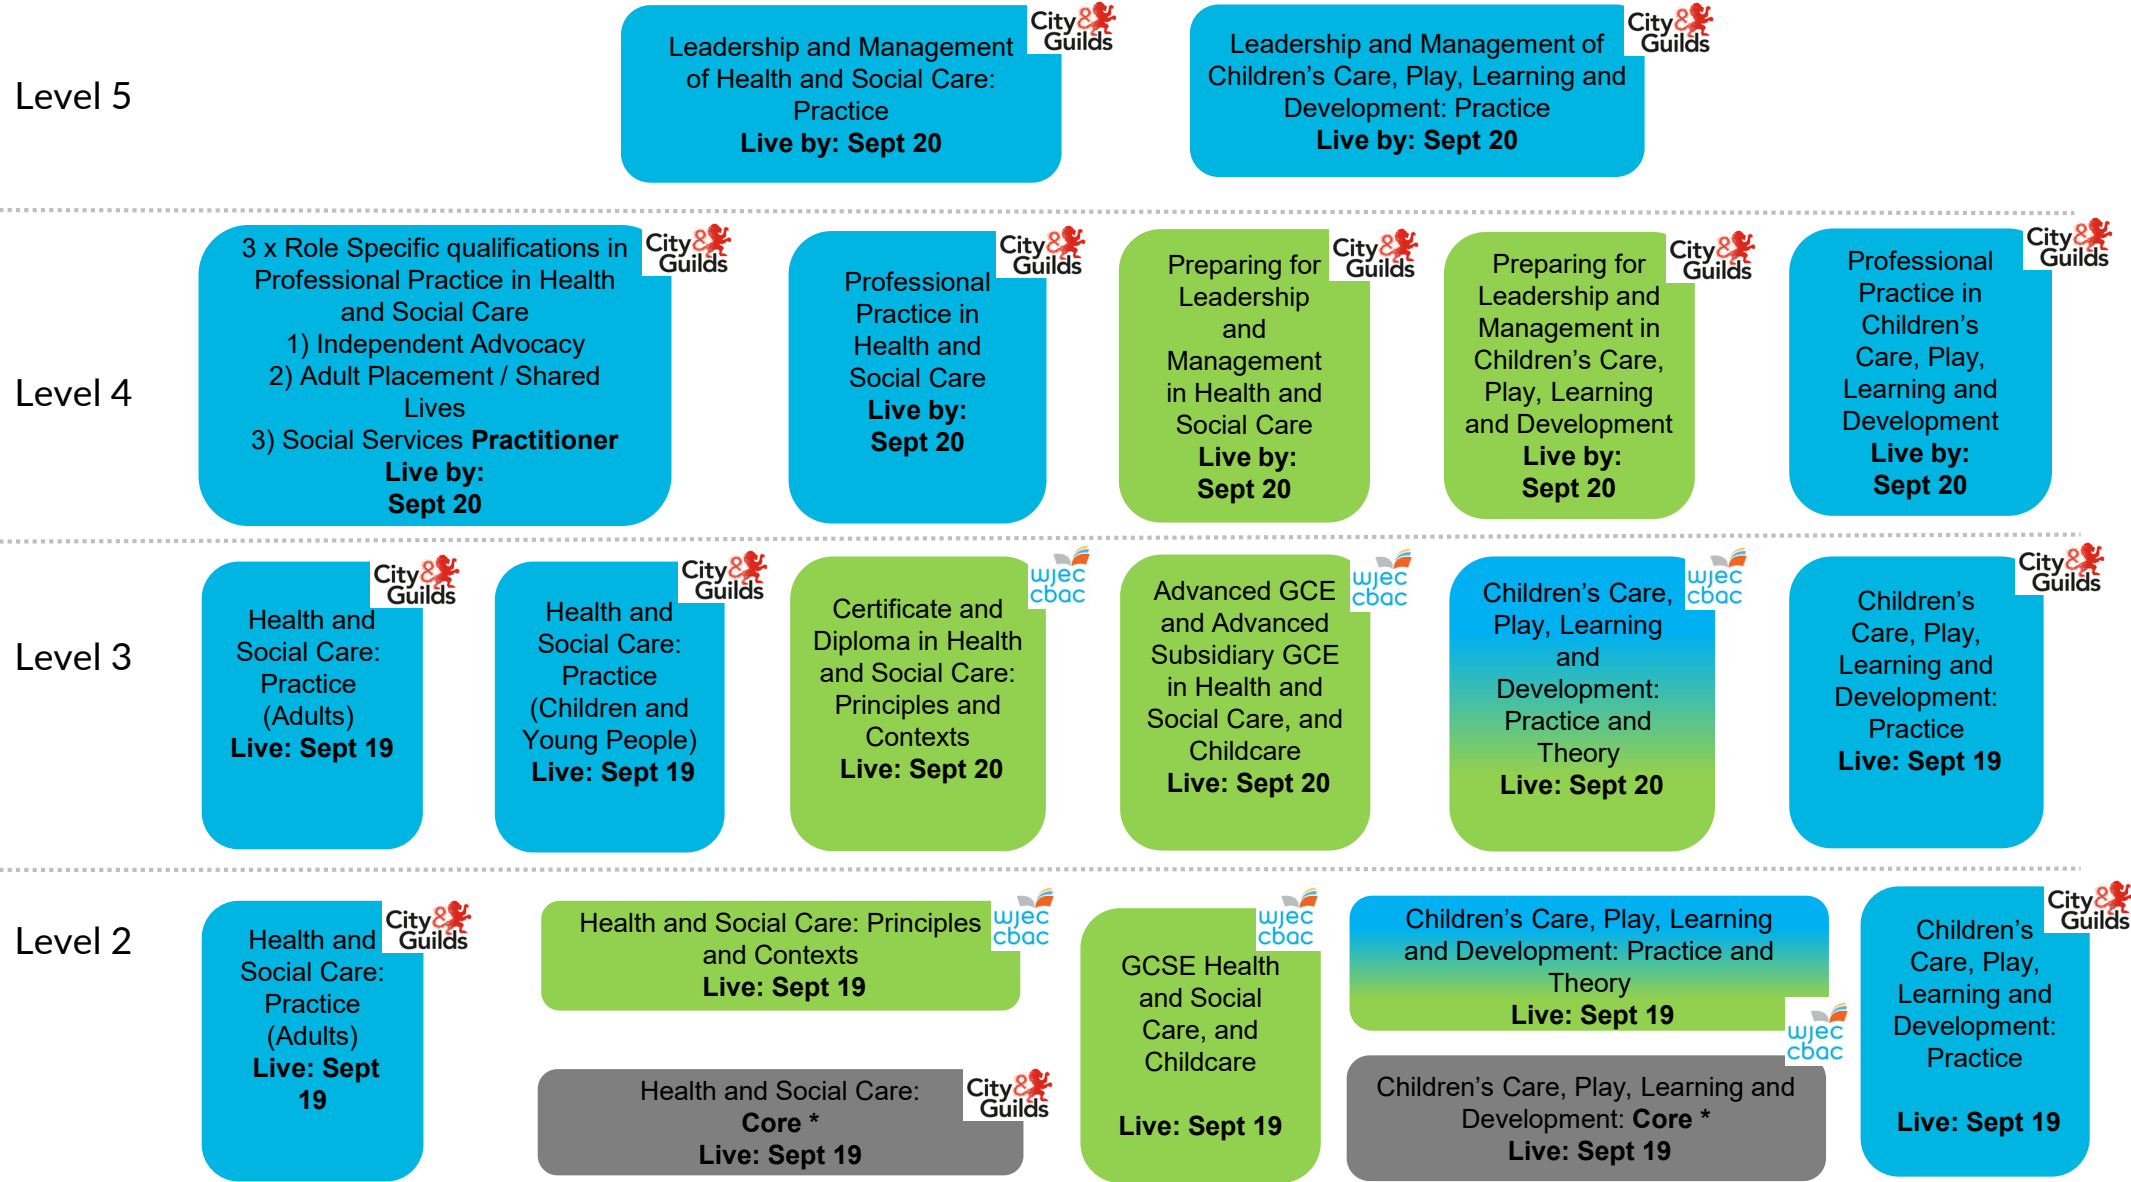 Level 5
Leadership and Management
of Health and Social Care:
Practice
Live by: Sept 20
City &
Guilds
Leadership and Management of
Children’s Care, Play, Learning and
Development: Practice
Live by: Sept 20
City &
Guilds
Level 4
3 x Role Specific qualifications in
Professional Practice in Health
and Social Care
1) Independent Advocacy
2) Adult Placement / Shared
Lives
3) Social Services Practitioner
Live by:
Sept 20
City &
Guilds
Professional
Practice in
Health and
Social Care
Live by:
Sept 20
City &
Guilds
Preparing for
Leadership
and
Management
in Health and
Social Care
Live by:
Sept 20
City &
Guilds
Preparing for
Leadership and
Management in
Children’s Care,
Play, Learning
and Development
Live by:
Sept 20
City &
Guilds
Professional
Practice in
Children’s
Care, Play,
Learning and
Development
Live by:
Sept 20
City &
Guilds
Level 3
Health and
Social Care:
Practice
(Adults)
Live: Sept 19
City &
Guilds
Health and
Social Care:
Practice
(Children and
Young People)
Live: Sept 19
City &
Guilds
Certificate and
Diploma in Health
and Social Care:
Principles and
Contexts
Live: Sept 20
wjec
cbac
Advanced GCE
and Advanced
Subsidiary GCE
in Health and
Social Care, and
Childcare
Live: Sept 20
wjec
cbac
Children’s Care,
Play, Learning
and
Development:
Practice and
Theory
Live: Sept 20
wjec
cbac
Children’s
Care, Play,
Learning and
Development:
Practice
Live: Sept 19
City &
Guilds
Level 2
Health and
Social Care:
Practice
(Adults)
Live: Sept
19
City &
Guilds
Health and Social Care: Principles
and Contexts
Live: Sept 19
wjec
cbac
Health and Social Care:
Core *
Live: Sept 19
City &
Guilds
GCSE Health
and Social
Care, and
Childcare
Live: Sept 19
wjec
cbac
Children’s Care, Play, Learning
and Development: Practice and
Theory
Live: Sept 19
wjec
cbac
Children’s Care, Play, Learning and
Development: Core *
Live: Sept 19
Children’s
Care, Play,
Learning and
Development:
Practice
Live: Sept 19
City &
Guilds